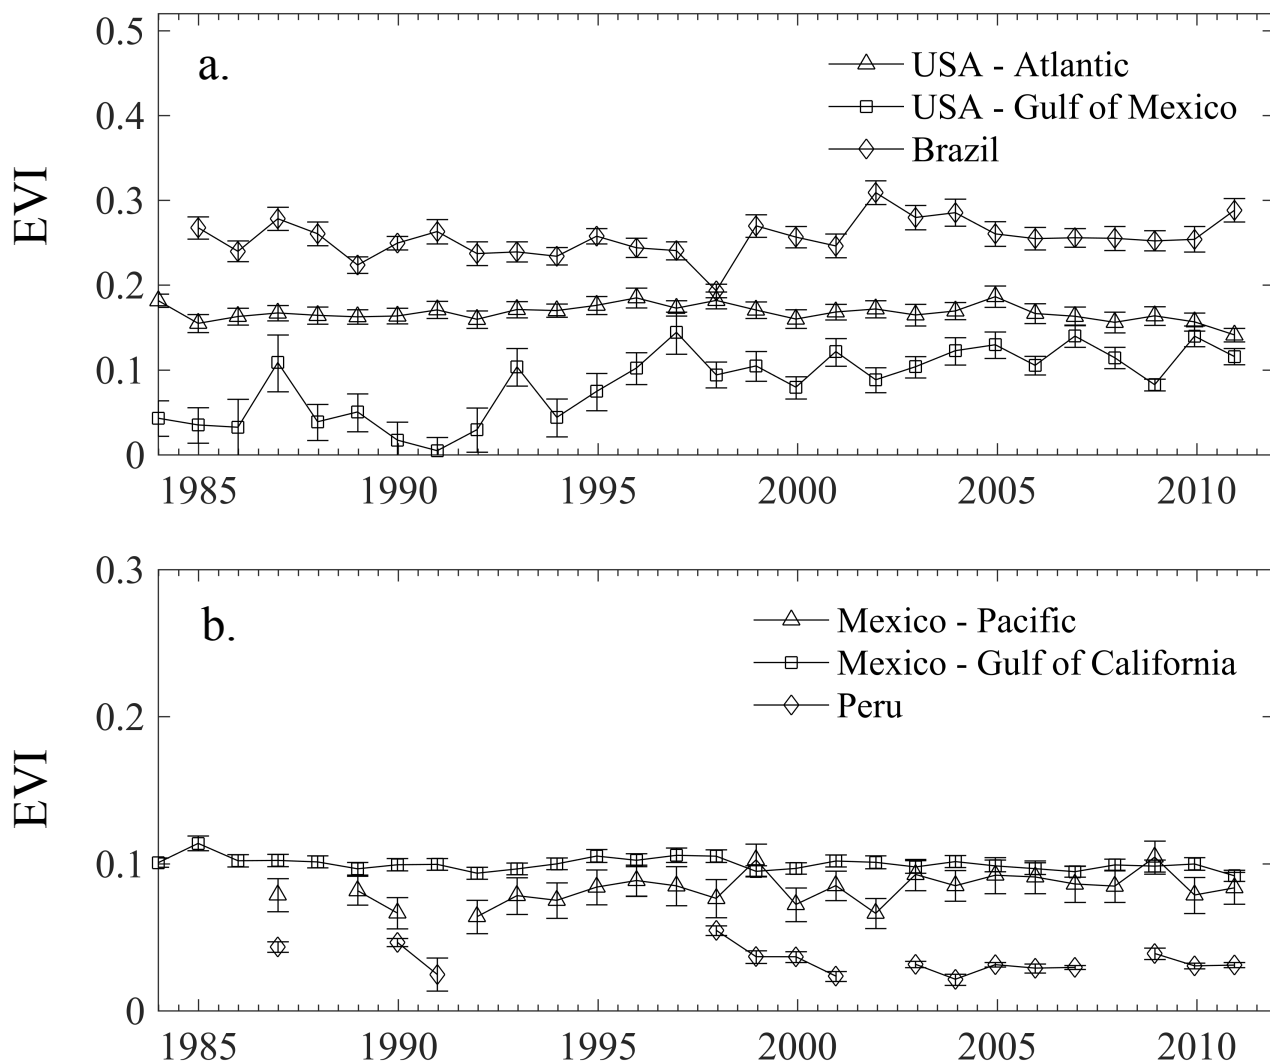 0.5
a.
USA - Atlantic
USA - Gulf of Mexico
Brazil
0.4
EVI
0.3
0.2
0.1
0
1985 1990 1995 2000 2005 2010
0.3
b.
Mexico - Pacific
Mexico - Gulf of California
Peru
0.2
EVI
0.1
0
1985 1990 1995 2000 2005 2010